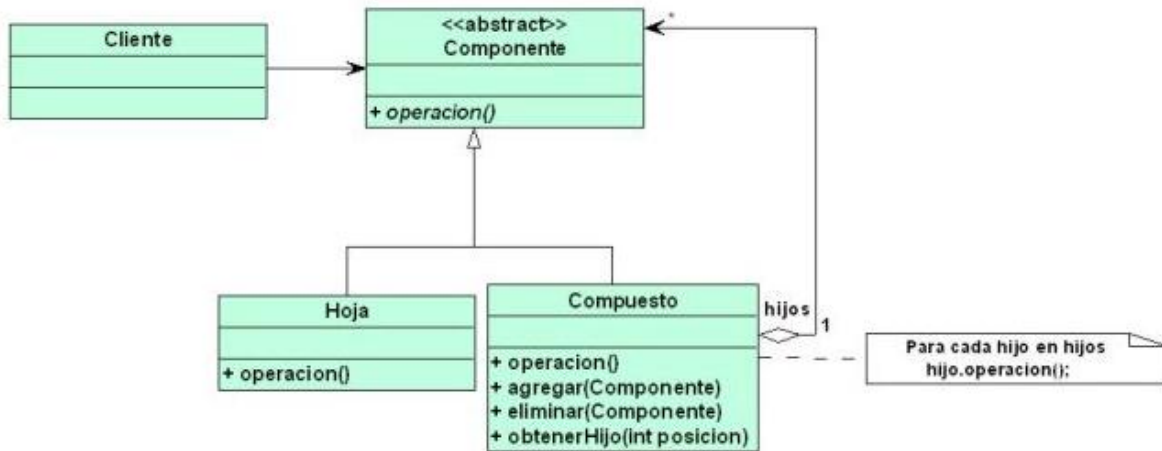 Cliente
<<abstract>>
Componente
+ operacion()
*
Hoja
+ operacion()
Compuesto
+ operacion()
+ agregar(Componente)
+ eliminar(Componente)
+ obtenerHijo(int posicion)
hijos
1
Para cada hijo en hijos
hijo.operacion();